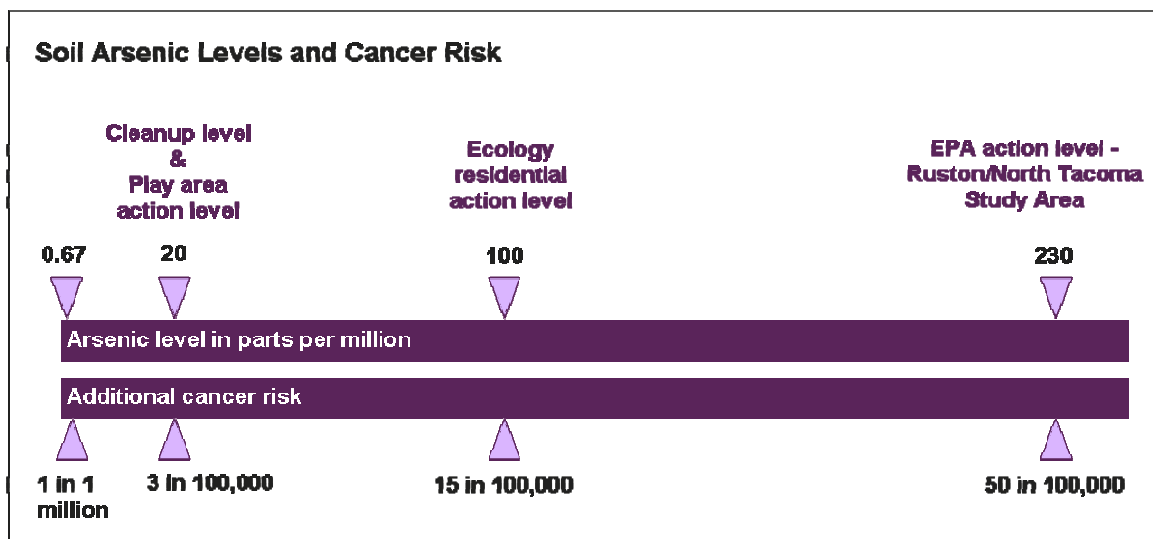 Soil Arsenic Levels and Cancer Risk
Cleanup level
&
Play area
action level
Ecology
residential
action level
EPA action level -
Ruston/North Tacoma
Study Area
0.67
20
100
230
Arsenic level in parts per million
Additional cancer risk
1 in 1
million
3 in 100,000
15 in 100,000
50 in 100,000